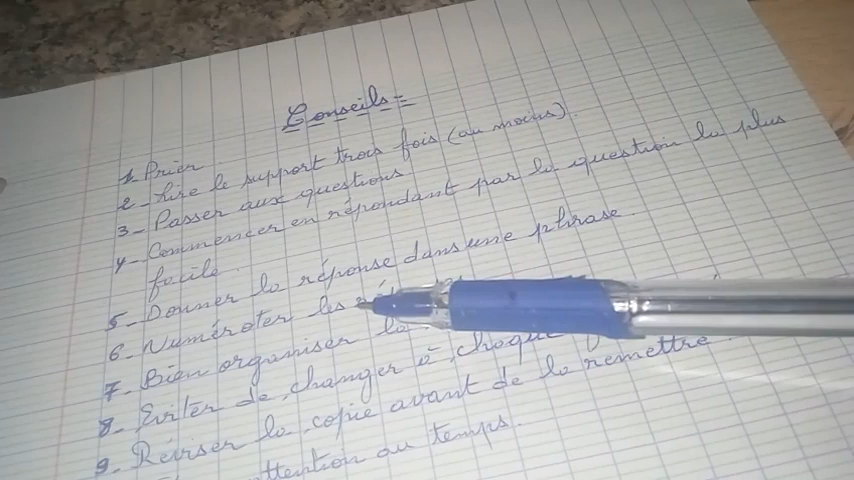 Conseils
1- Prier
2- Lire le support trois fois (au moins).
3- Passer aux questions.
4- Commencer en répondant par la question la plus
facile.
5- Donner la réponse dans une phrase.
6- Numéroter les
7- Bien organiser la
8- Eviter de changer à chaque
9- Réviser la copie avant de la remettre.
attention au temps.